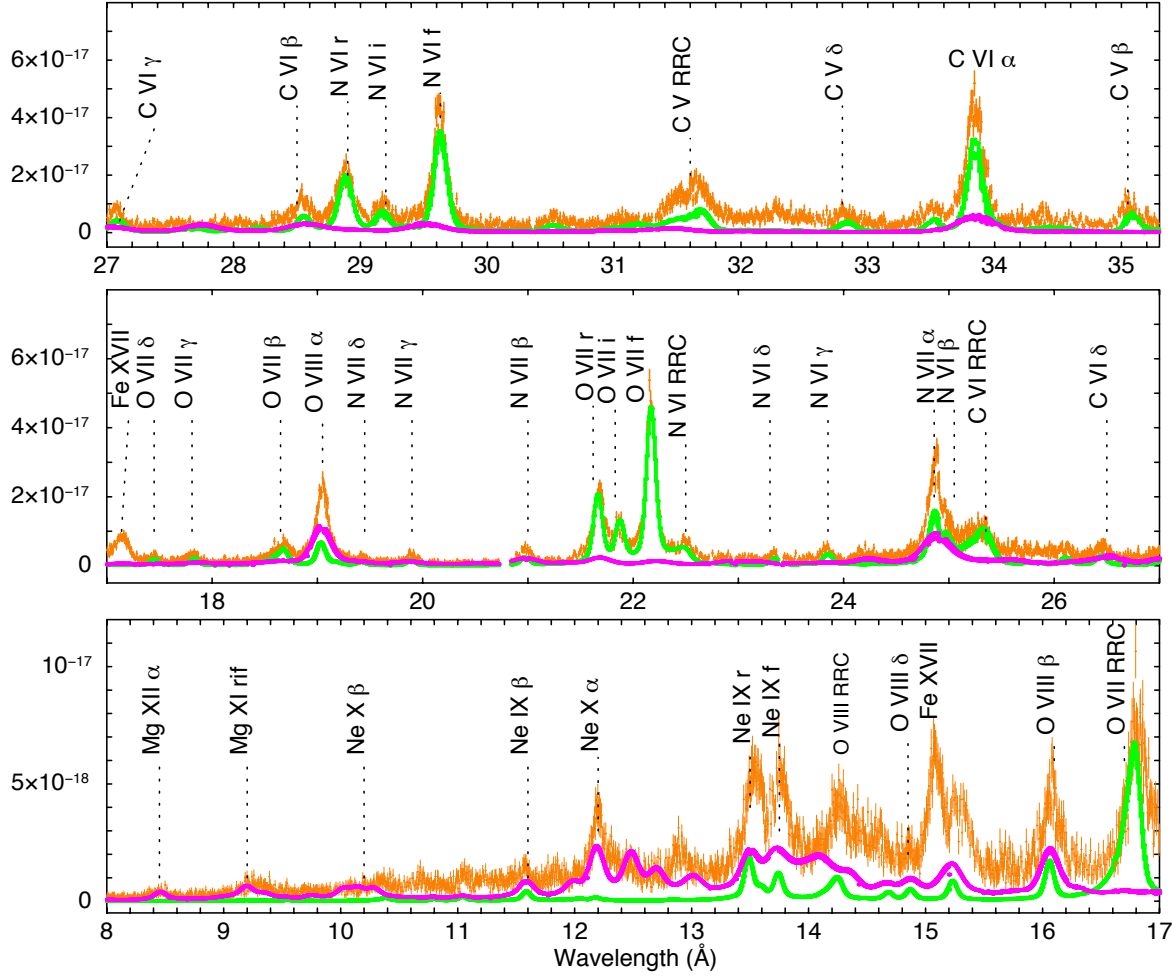 C VI γ
C VI β
N VI r
N VI i
N VI f
C V RRC
C V δ
C VI α
C V β
6×10⁻¹⁷
4×10⁻¹⁷
2×10⁻¹⁷
0
27 28 29 30 31 32 33 34 35
Fe XVII
O VII δ
O VII γ
O VII β
O VIII α
N VII δ
N VII γ
N VII β
O VII r
O VII i
O VII f
N VI RRC
N VI δ
N VI γ
N VII α
N VI β
C VI RRC
C VI δ
6×10⁻¹⁷
4×10⁻¹⁷
2×10⁻¹⁷
0
18 20 22 24 26
Mg XII α
Mg XI rif
Ne X β
Ne IX β
Ne X α
Ne IX r
Ne IX f
O VIII RRC
O VIII δ
Fe XVII
O VIII β
O VII RRC
10⁻¹⁷
5×10⁻¹⁸
0
8 9 10 11 12 13 14 15 16 17
Wavelength (Å)